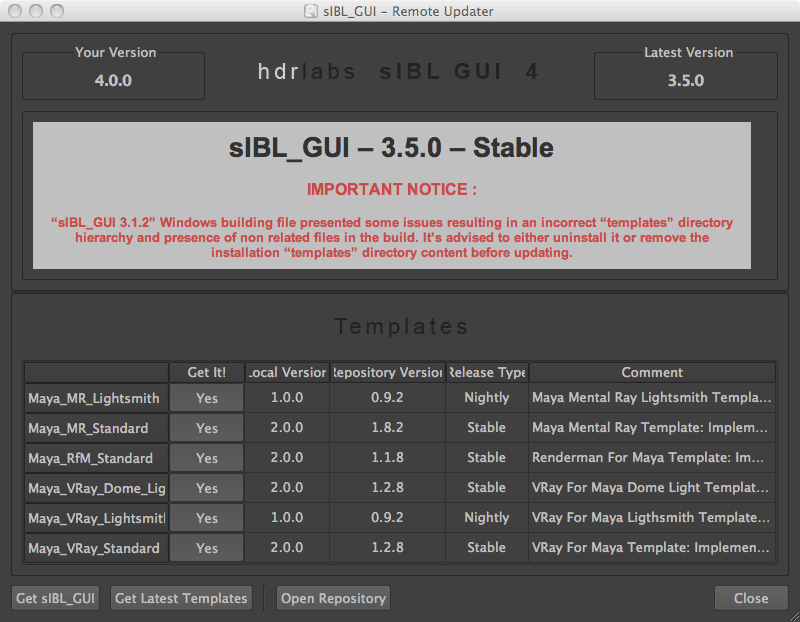 sIBL_GUI – Remote Updater
Your Version
4.0.0
hdrlabs sIBL GUI 4
Latest Version
3.5.0
sIBL_GUI – 3.5.0 – Stable
IMPORTANT NOTICE :
“sIBL_GUI 3.1.2” Windows building file presented some issues resulting in an incorrect “templates” directory
hierarchy and presence of non related files in the build. It’s advised to either uninstall it or remove the
installation “templates” directory content before updating.
Templates
Get It! ocal Version epository Version Release Type Comment
Maya_MR_Lightsmith Yes 1.0.0 0.9.2 Nightly Maya Mental Ray Lightsmith Templa...
Maya_MR_Standard Yes 2.0.0 1.8.2 Stable Maya Mental Ray Template: Implem...
Maya_RfM_Standard Yes 2.0.0 1.1.8 Stable Renderman For Maya Template: Im...
Maya_VRay_Dome_Lig Yes 2.0.0 1.2.8 Stable VRay For Maya Dome Light Templat...
Maya_VRay_Lightsmitl Yes 1.0.0 0.9.2 Nightly VRay For Maya Ligthsmith Template...
Maya_VRay_Standard Yes 2.0.0 1.2.8 Stable VRay For Maya Template: Implemen...
Get sIBL_GUI Get Latest Templates Open Repository Close